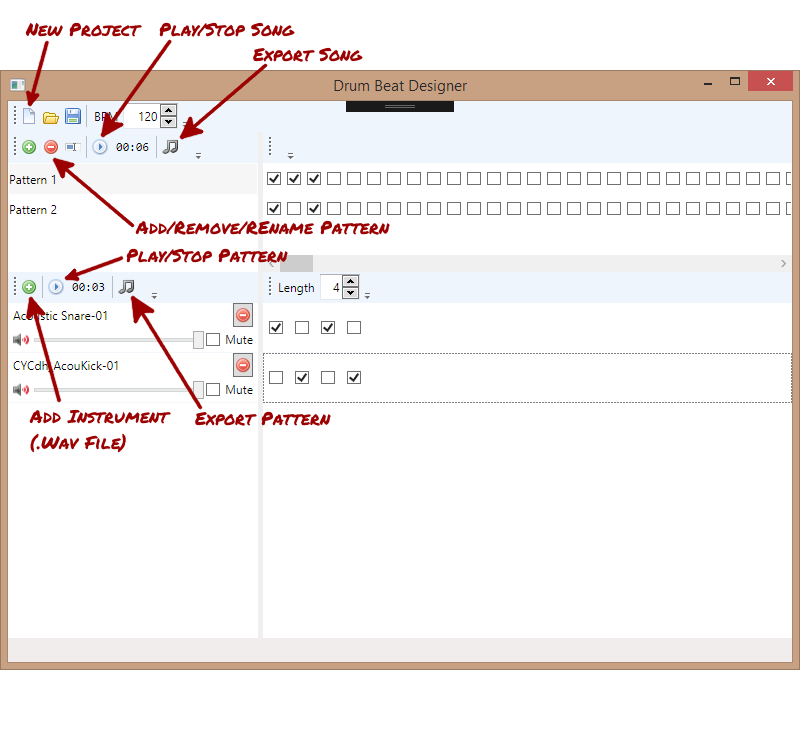 New Project
Play/Stop Song
Export Song
Drum Beat Designer
120
00:06
Pattern 1
Pattern 2
Add/Remove/REname Pattern
Play/Stop Pattern
00:03
Length 4
Acoustic Snare-01
Mute
AcouKick-01
Mute
Add Instrument
(.Wav File)
Export Pattern